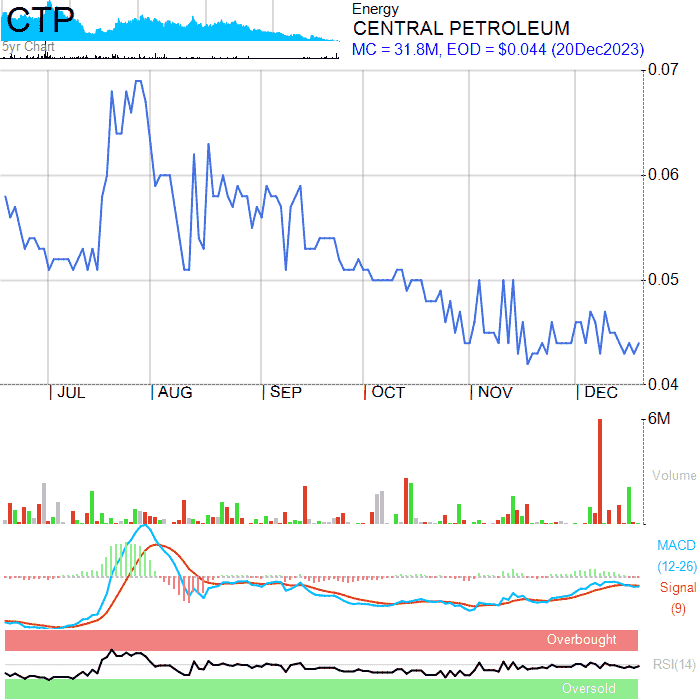 CTP
5yr Chart
Energy
CENTRAL PETROLEUM
MC = 31.8M, EOD = $0.044 (20Dec2023)
0.07
0.06
0.05
0.04
JUL AUG SEP OCT NOV DEC
6M
Volume
MACD
(12-26)
Signal
(9)
Overbought
RSI(14)
Oversold